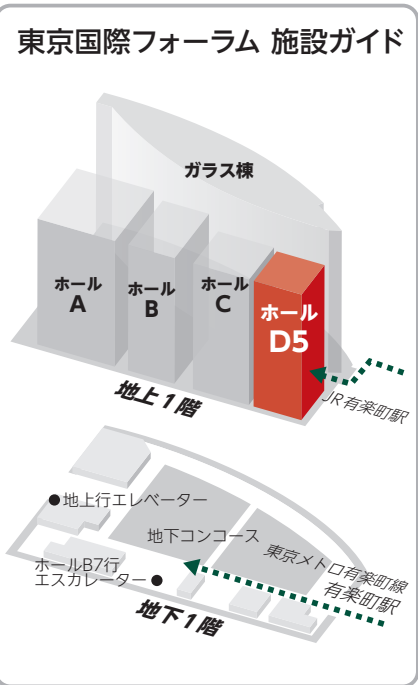 東京国際フォーラム 施設ガイド
ガラス棟
ホール
A
ホール
B
ホール
C
ホール
D5
地上1階
JR有楽町駅
●地上行エレベーター
地下コンコース
ホールB7行
エスカレーター●
東京メトロ有楽町線
有楽町駅
地下1階